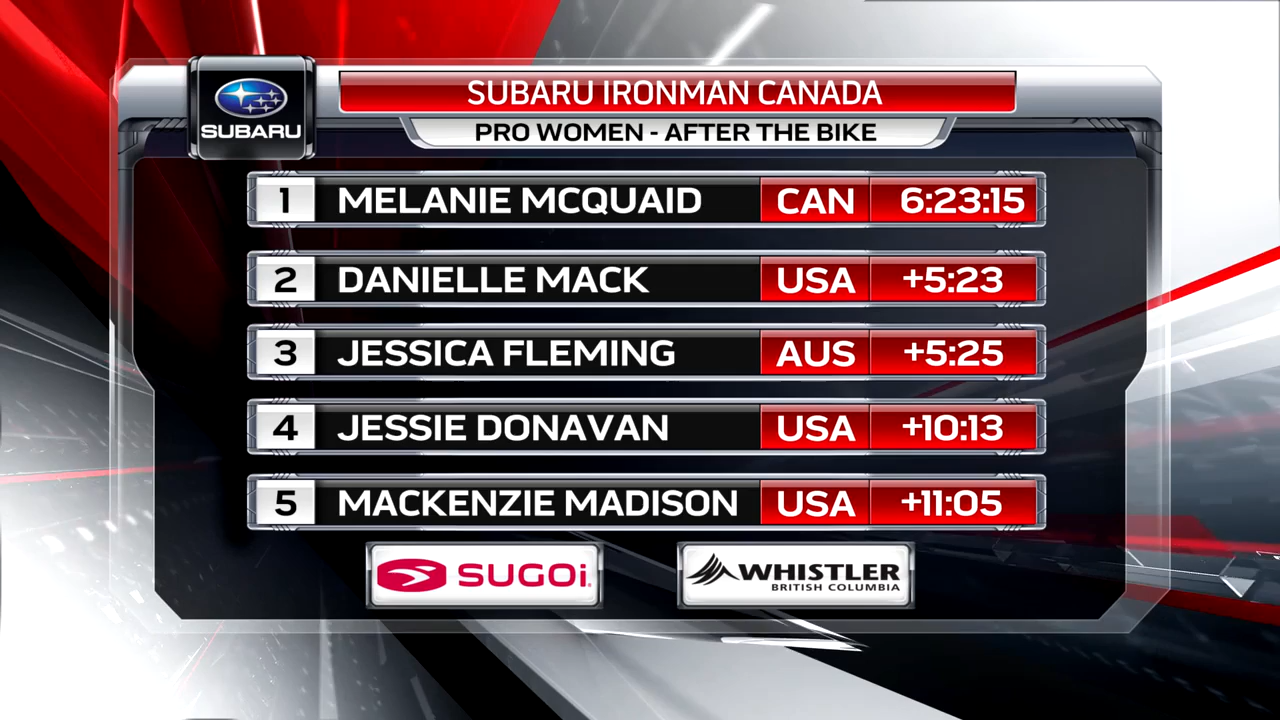 SUBARU IRONMAN CANADA
SUBARU
PRO WOMEN - AFTER THE BIKE
1 MELANIE MCQUAID CAN 6:23:15
2 DANIELLE MACK USA +5:23
3 JESSICA FLEMING AUS +5:25
4 JESSIE DONAVAN USA +10:13
5 MACKENZIE MADISON USA +11:05
SUGOi
WHISTLER
BRITISH COLUMBIA